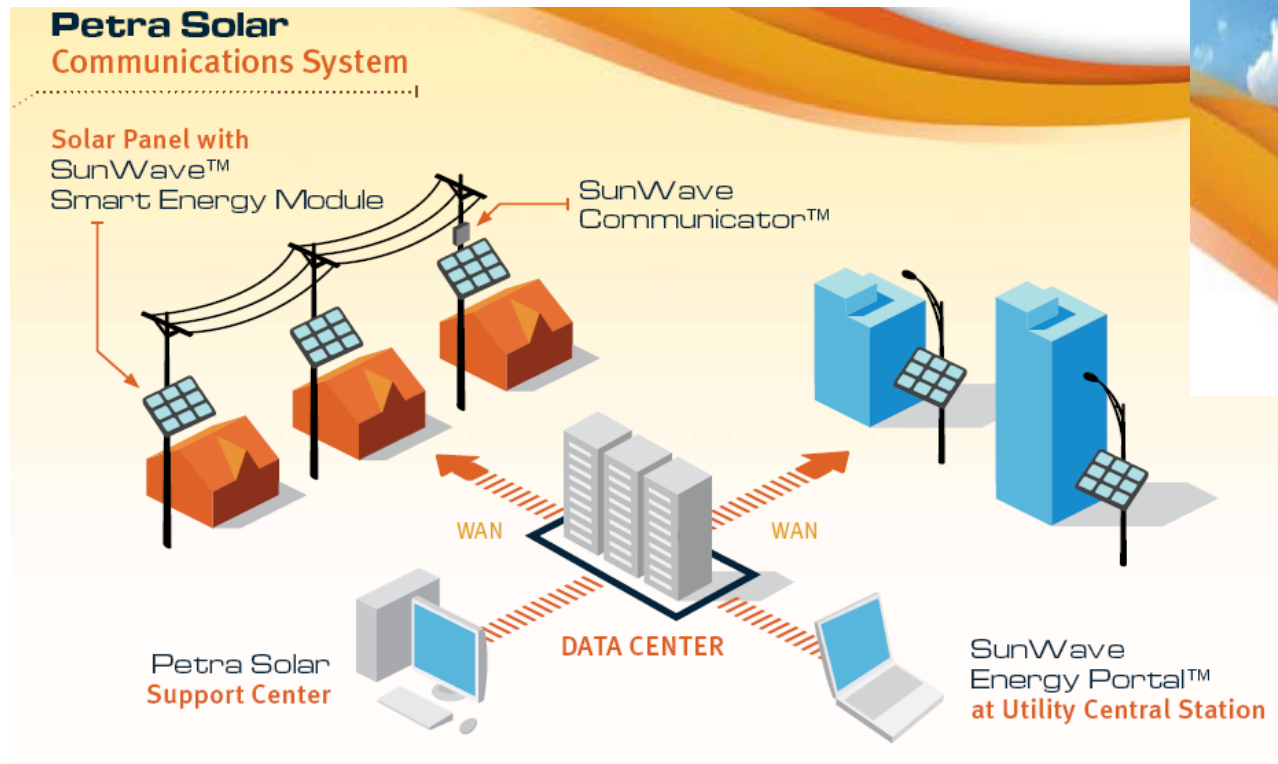 Petra Solar
Communications System
Solar Panel with
SunWave™
Smart Energy Module
SunWave
Communicator™
WAN
WAN
DATA CENTER
Petra Solar
Support Center
SunWave
Energy Portal™
at Utility Central Station